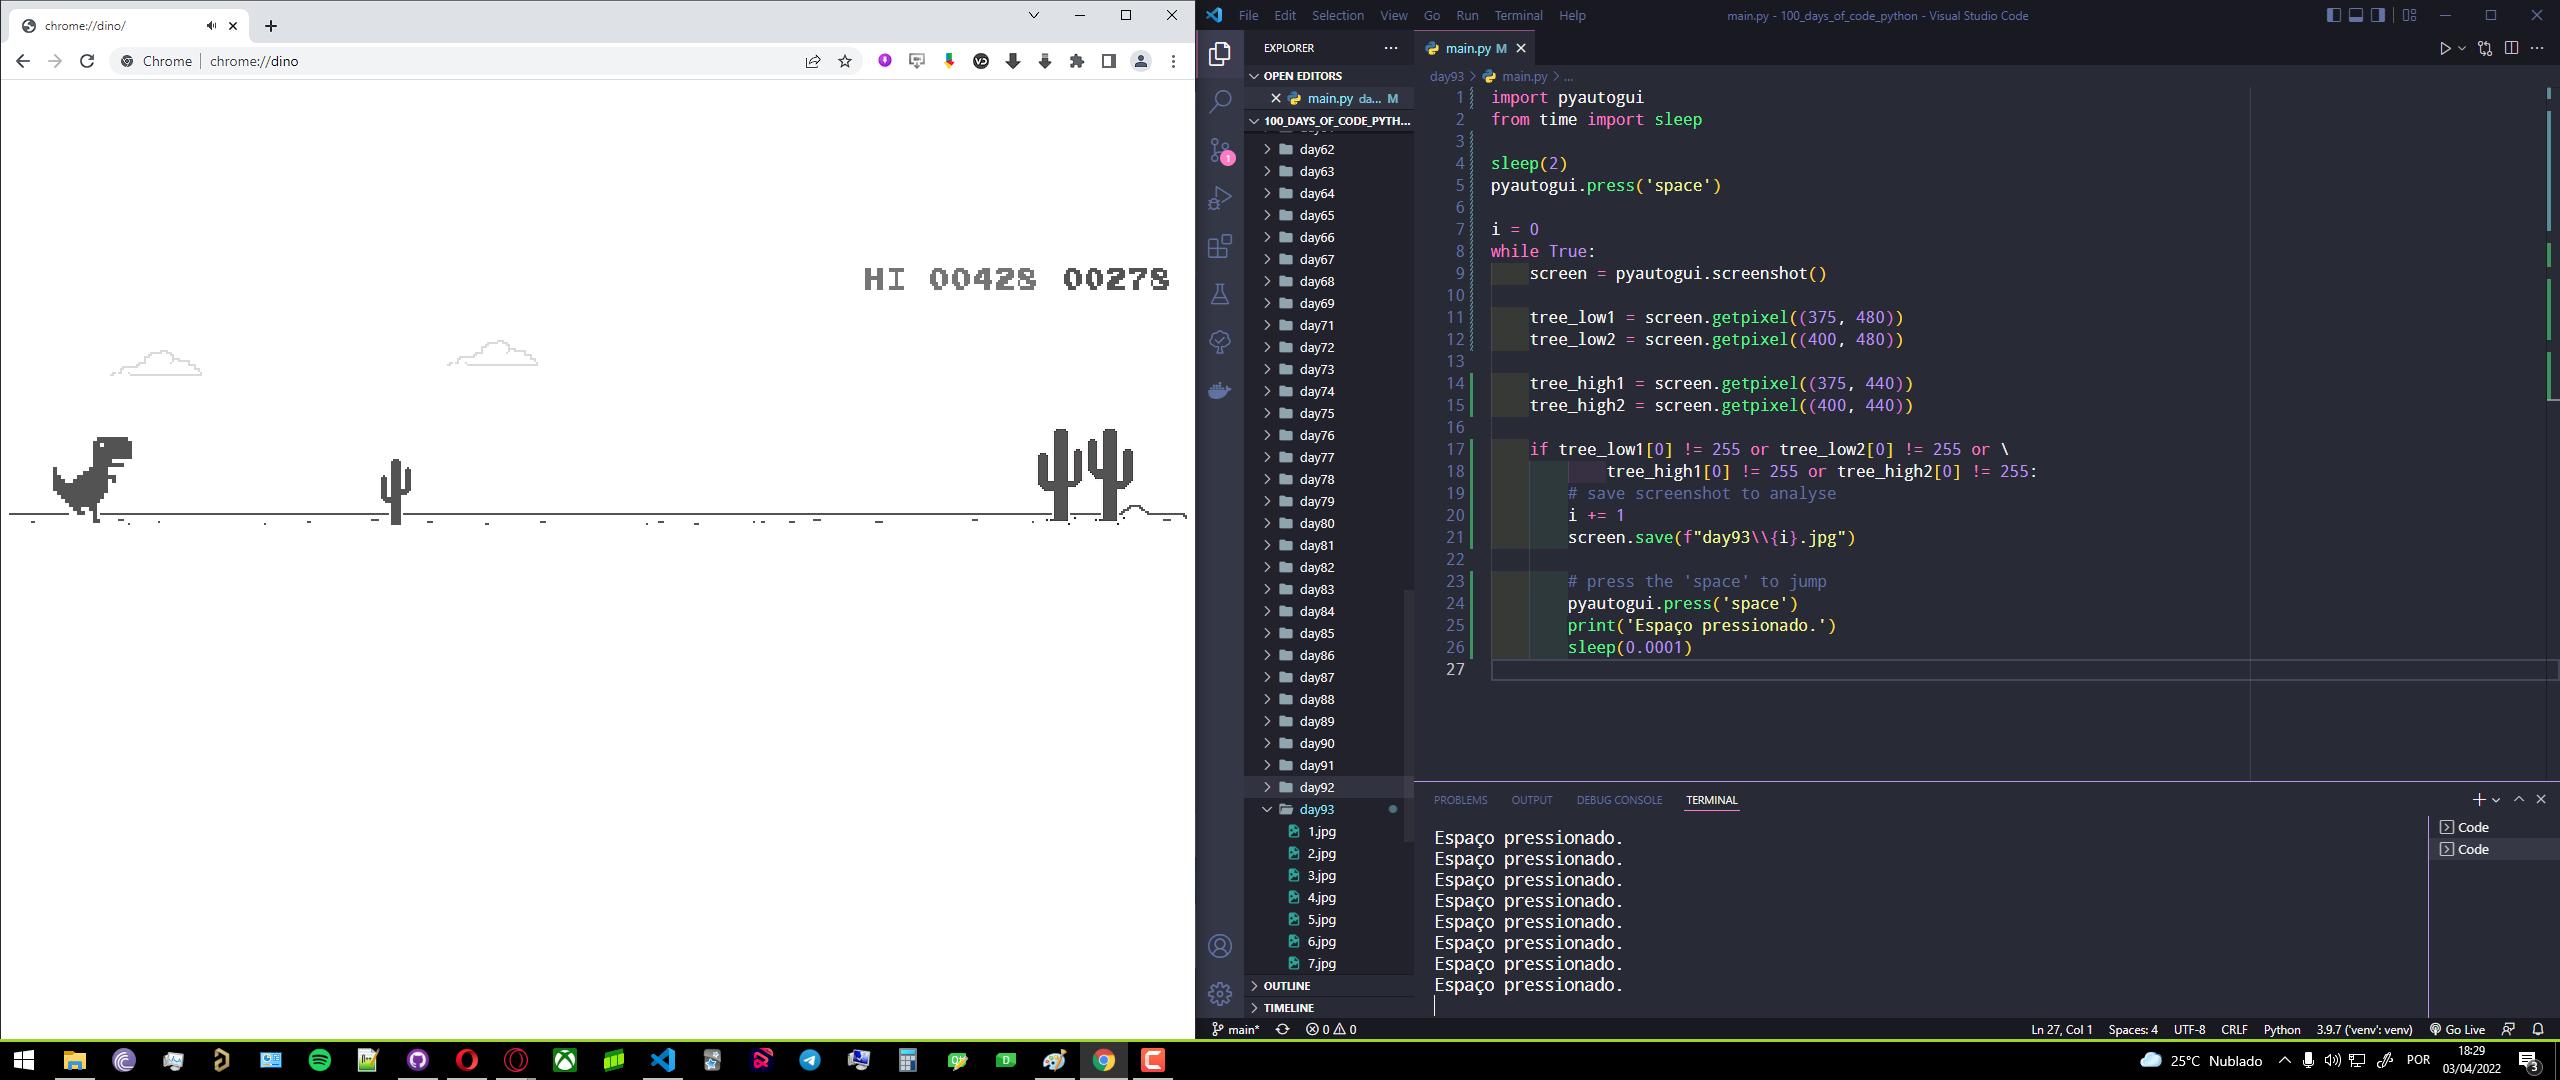 chrome://dino/
Chrome | chrome://dino
HI 00428 00278
File Edit Selection View Go Run Terminal Help
main.py - 100_days_of_code_python - Visual Studio Code
EXPLORER
OPEN EDITORS
main.py da... M
100_DAYS_OF_CODE_PYTH...
day62
day63
day64
day65
day66
day67
day68
day69
day71
day72
day73
day74
day75
day76
day77
day78
day79
day80
day81
day82
day83
day84
day85
day86
day87
day88
day89
day90
day91
day92
day93
1.jpg
2.jpg
3.jpg
4.jpg
5.jpg
6.jpg
7.jpg
OUTLINE
TIMELINE
main.py M
day93 > main.py > ...
1 import pyautogui
2 from time import sleep
3
4 sleep(2)
5 pyautogui.press('space')
6
7 i = 0
8 while True:
9 screen = pyautogui.screenshot()
10
11 tree_low1 = screen.getpixel((375, 480))
12 tree_low2 = screen.getpixel((400, 480))
13
14 tree_high1 = screen.getpixel((375, 440))
15 tree_high2 = screen.getpixel((400, 440))
16
17 if tree_low1[0] != 255 or tree_low2[0] != 255 or \
18 tree_high1[0] != 255 or tree_high2[0] != 255:
19 # save screenshot to analyse
20 i += 1
21 screen.save(f"day93\\{i}.jpg")
22
23 # press the 'space' to jump
24 pyautogui.press('space')
25 print('Espaço pressionado.')
26 sleep(0.0001)
27
PROBLEMS OUTPUT DEBUG CONSOLE TERMINAL
Espaço pressionado.
Espaço pressionado.
Espaço pressionado.
Espaço pressionado.
Espaço pressionado.
Espaço pressionado.
Espaço pressionado.
Espaço pressionado.
Code
Code
1
main* 0 0
Ln 27, Col 1 Spaces: 4 UTF-8 CRLF Python 3.9.7 ('venv': venv) Go Live
25°C Nublado
POR
18:29
03/04/2022
3